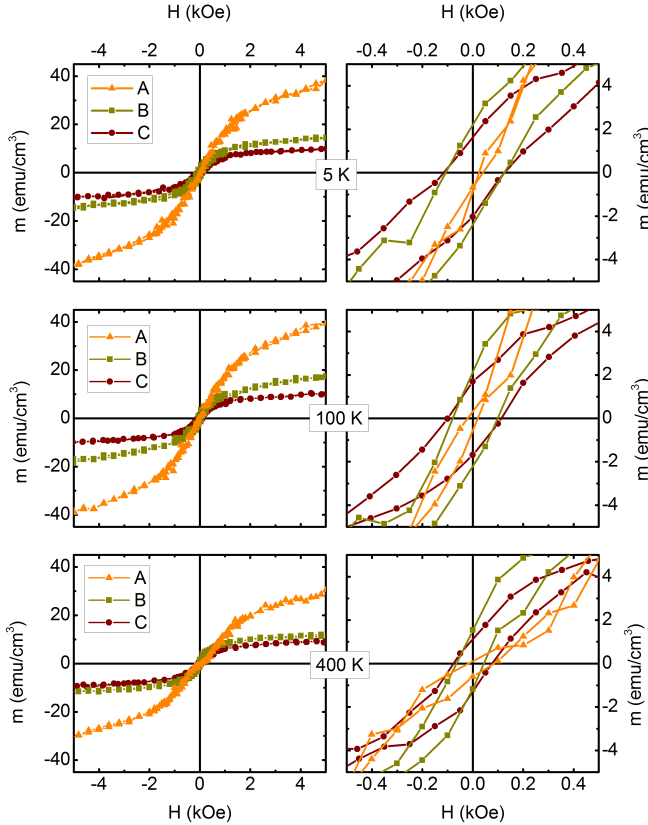 H (kOe) H (kOe)
-4 -2 0 2 4 -0.4 -0.2 0.0 0.2 0.4
m (emu/cm³) 40 20 0 -20 -40 A B C 5 K 4 2 0 -2 -4 m (emu/cm³)
m (emu/cm³) 40 20 0 -20 -40 A B C 100 K 4 2 0 -2 -4 m (emu/cm³)
m (emu/cm³) 40 20 0 -20 -40 A B C 400 K 4 2 0 -2 -4 m (emu/cm³)
-4 -2 0 2 4 -0.4 -0.2 0.0 0.2 0.4
H (kOe) H (kOe)